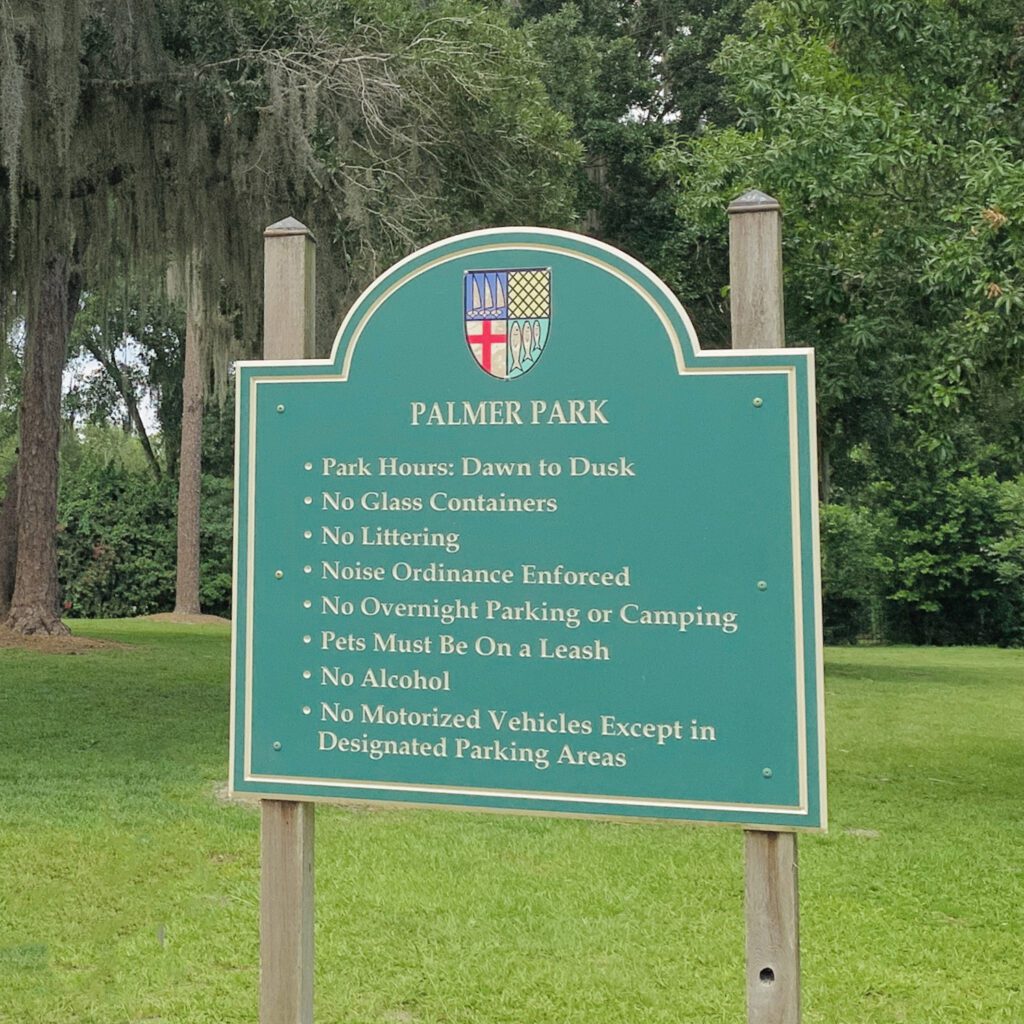 PALMER PARK
• Park Hours: Dawn to Dusk
• No Glass Containers
• No Littering
• Noise Ordinance Enforced
• No Overnight Parking or Camping
• Pets Must Be On a Leash
• No Alcohol
• No Motorized Vehicles Except in
Designated Parking Areas